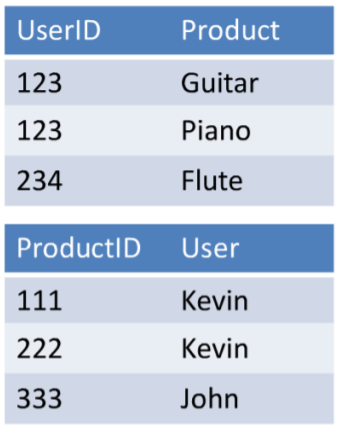 UserID Product
123 Guitar
123 Piano
234 Flute
ProductID User
111 Kevin
222 Kevin
333 John